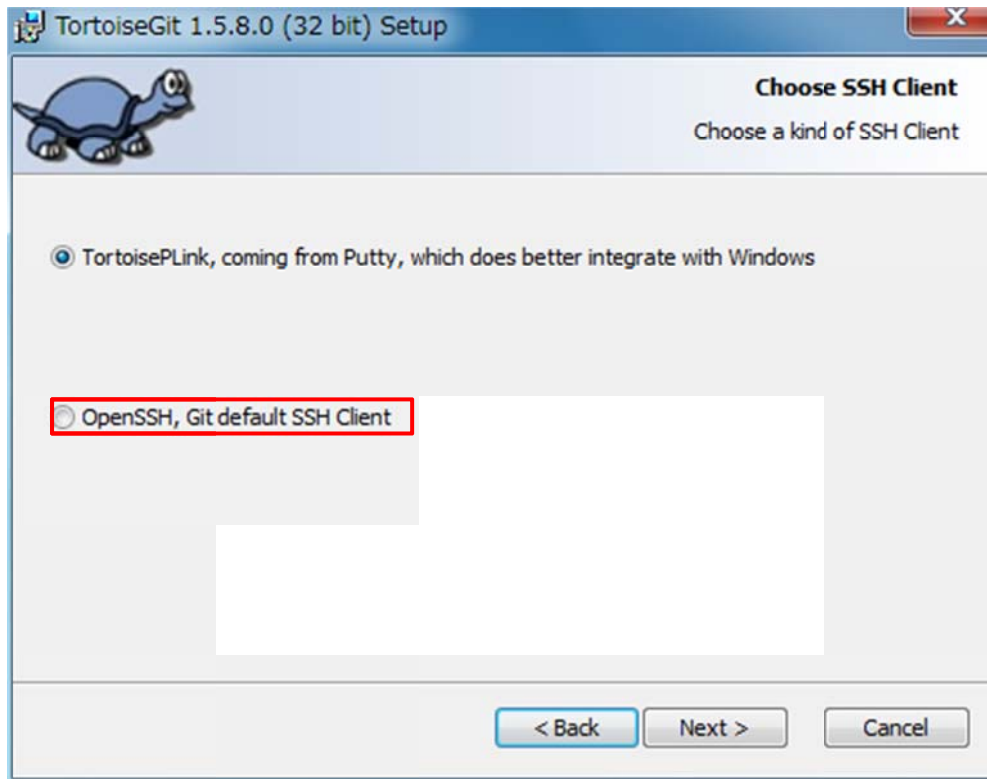 TortoiseGit 1.5.8.0 (32 bit) Setup
Choose SSH Client
Choose a kind of SSH Client
TortoisePLink, coming from Putty, which does better integrate with Windows
OpenSSH, Git default SSH Client
< Back
Next >
Cancel